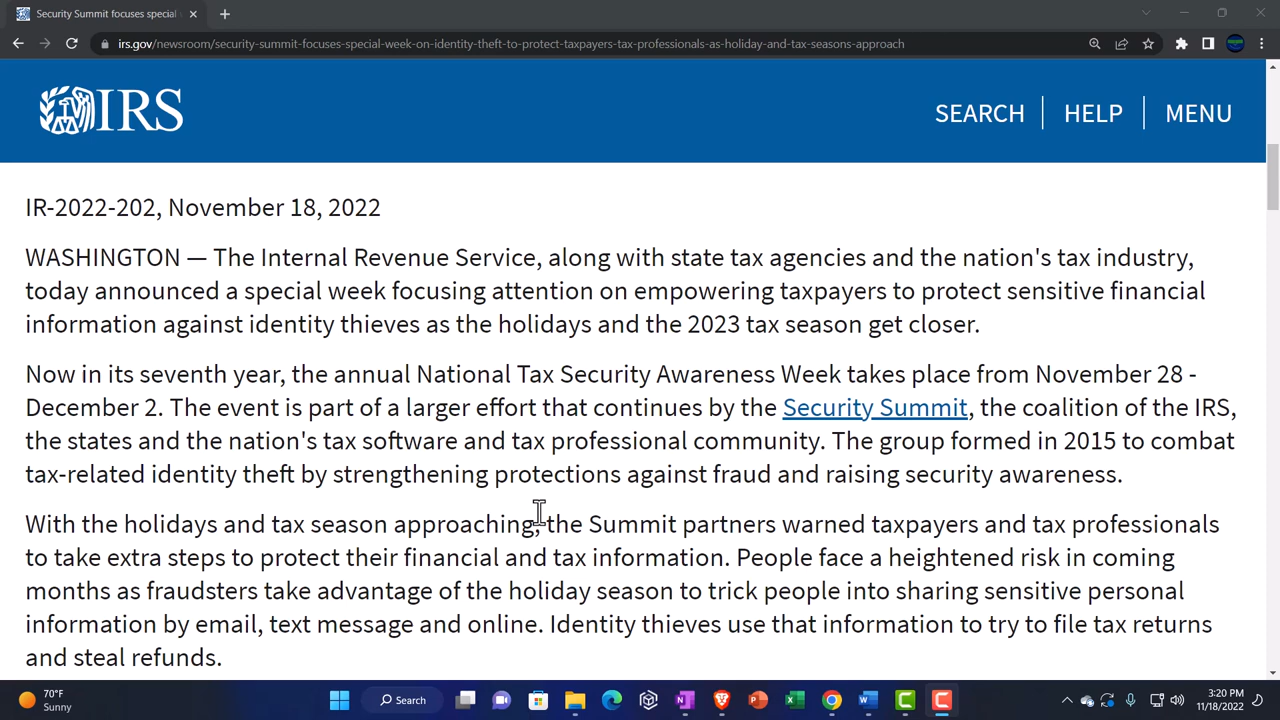 Security Summit focuses special
irs.gov/newsroom/security-summit-focuses-special-week-on-identity-theft-to-protect-taxpayers-tax-professionals-as-holiday-and-tax-seasons-approach
IRS
SEARCH
HELP
MENU
IR-2022-202, November 18, 2022
WASHINGTON — The Internal Revenue Service, along with state tax agencies and the nation's tax industry,
today announced a special week focusing attention on empowering taxpayers to protect sensitive financial
information against identity thieves as the holidays and the 2023 tax season get closer.
Now in its seventh year, the annual National Tax Security Awareness Week takes place from November 28 -
December 2. The event is part of a larger effort that continues by the Security Summit, the coalition of the IRS,
the states and the nation's tax software and tax professional community. The group formed in 2015 to combat
tax-related identity theft by strengthening protections against fraud and raising security awareness.
With the holidays and tax season approaching, the Summit partners warned taxpayers and tax professionals
to take extra steps to protect their financial and tax information. People face a heightened risk in coming
months as fraudsters take advantage of the holiday season to trick people into sharing sensitive personal
information by email, text message and online. Identity thieves use that information to try to file tax returns
and steal refunds.
70°F
Sunny
Search
3:20 PM
11/18/2022